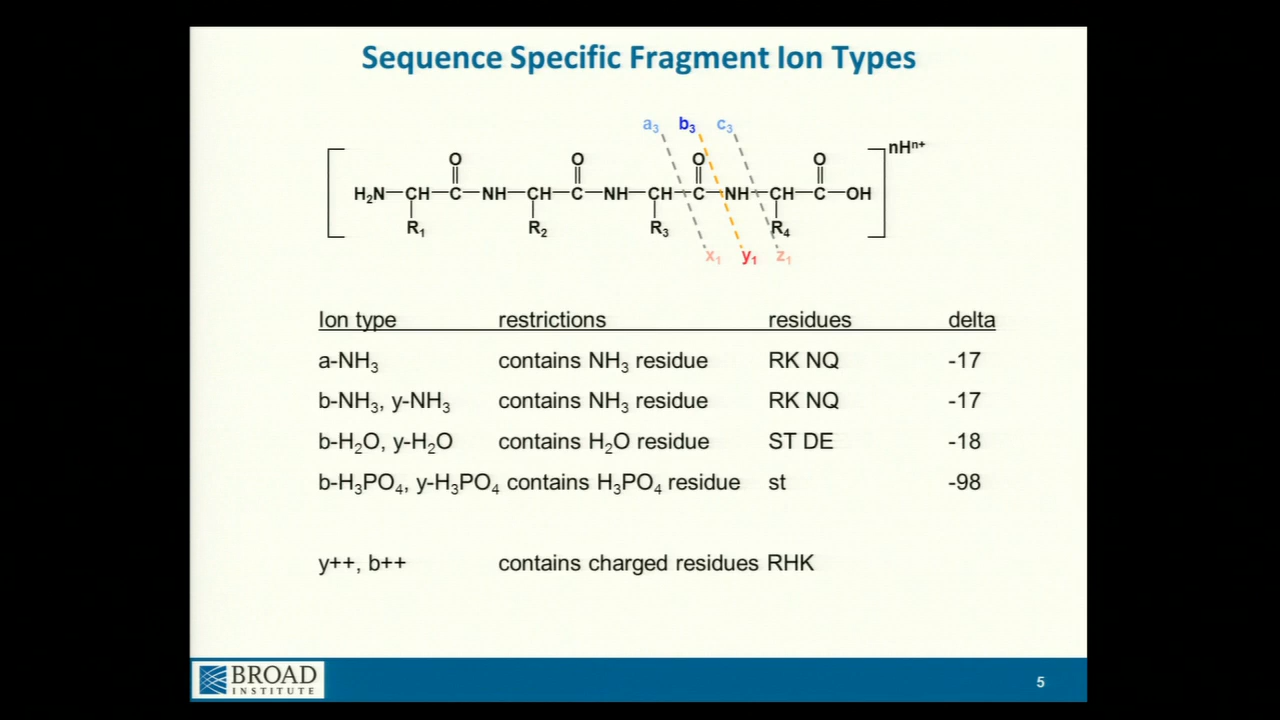 Sequence Specific Fragment Ion Types
a₃ b₃ c₃
nHⁿ⁺
O O O O
H₂N CH C NH CH C NH CH C NH CH C OH
R₁ R₂ R₃ R₄
x₁ y₁ z₁
Ion type restrictions residues delta
a-NH₃ contains NH₃ residue RK NQ -17
b-NH₃, y-NH₃ contains NH₃ residue RK NQ -17
b-H₂O, y-H₂O contains H₂O residue ST DE -18
b-H₃PO₄, y-H₃PO₄ contains H₃PO₄ residue st -98
y++, b++ contains charged residues RHK
BROAD
INSTITUTE
5